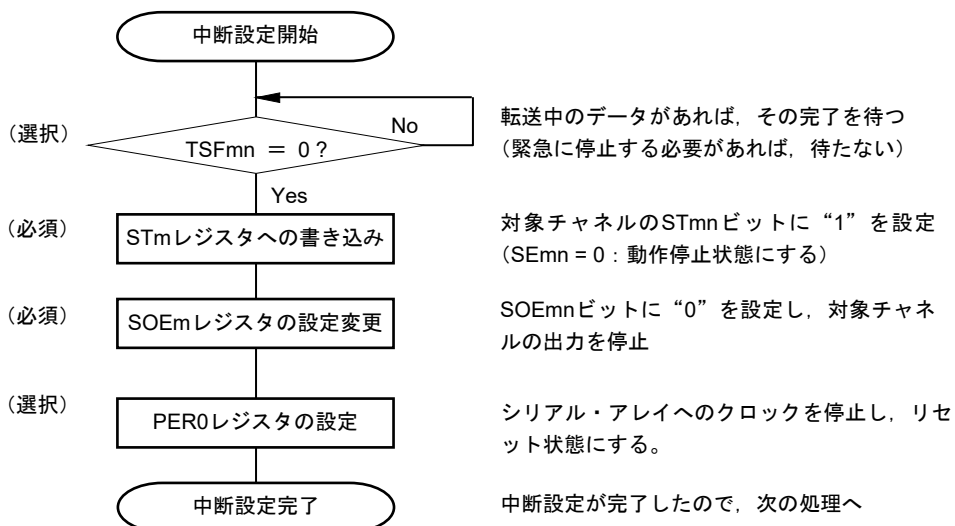 中断設定開始
(選択)
TSFmn = 0?
No
転送中のデータがあれば,その完了を待つ
(緊急に停止する必要があれば,待たない)
Yes
(必須)
STmレジスタへの書き込み
対象チャネルのSTmnビットに“1”を設定
(SEmn = 0:動作停止状態にする)
(必須)
SOEmレジスタの設定変更
SOEmnビットに“0”を設定し,対象チャネ
ルの出力を停止
(選択)
PER0レジスタの設定
シリアル・アレイへのクロックを停止し,リセ
ット状態にする。
中断設定完了
中断設定が完了したので,次の処理へ